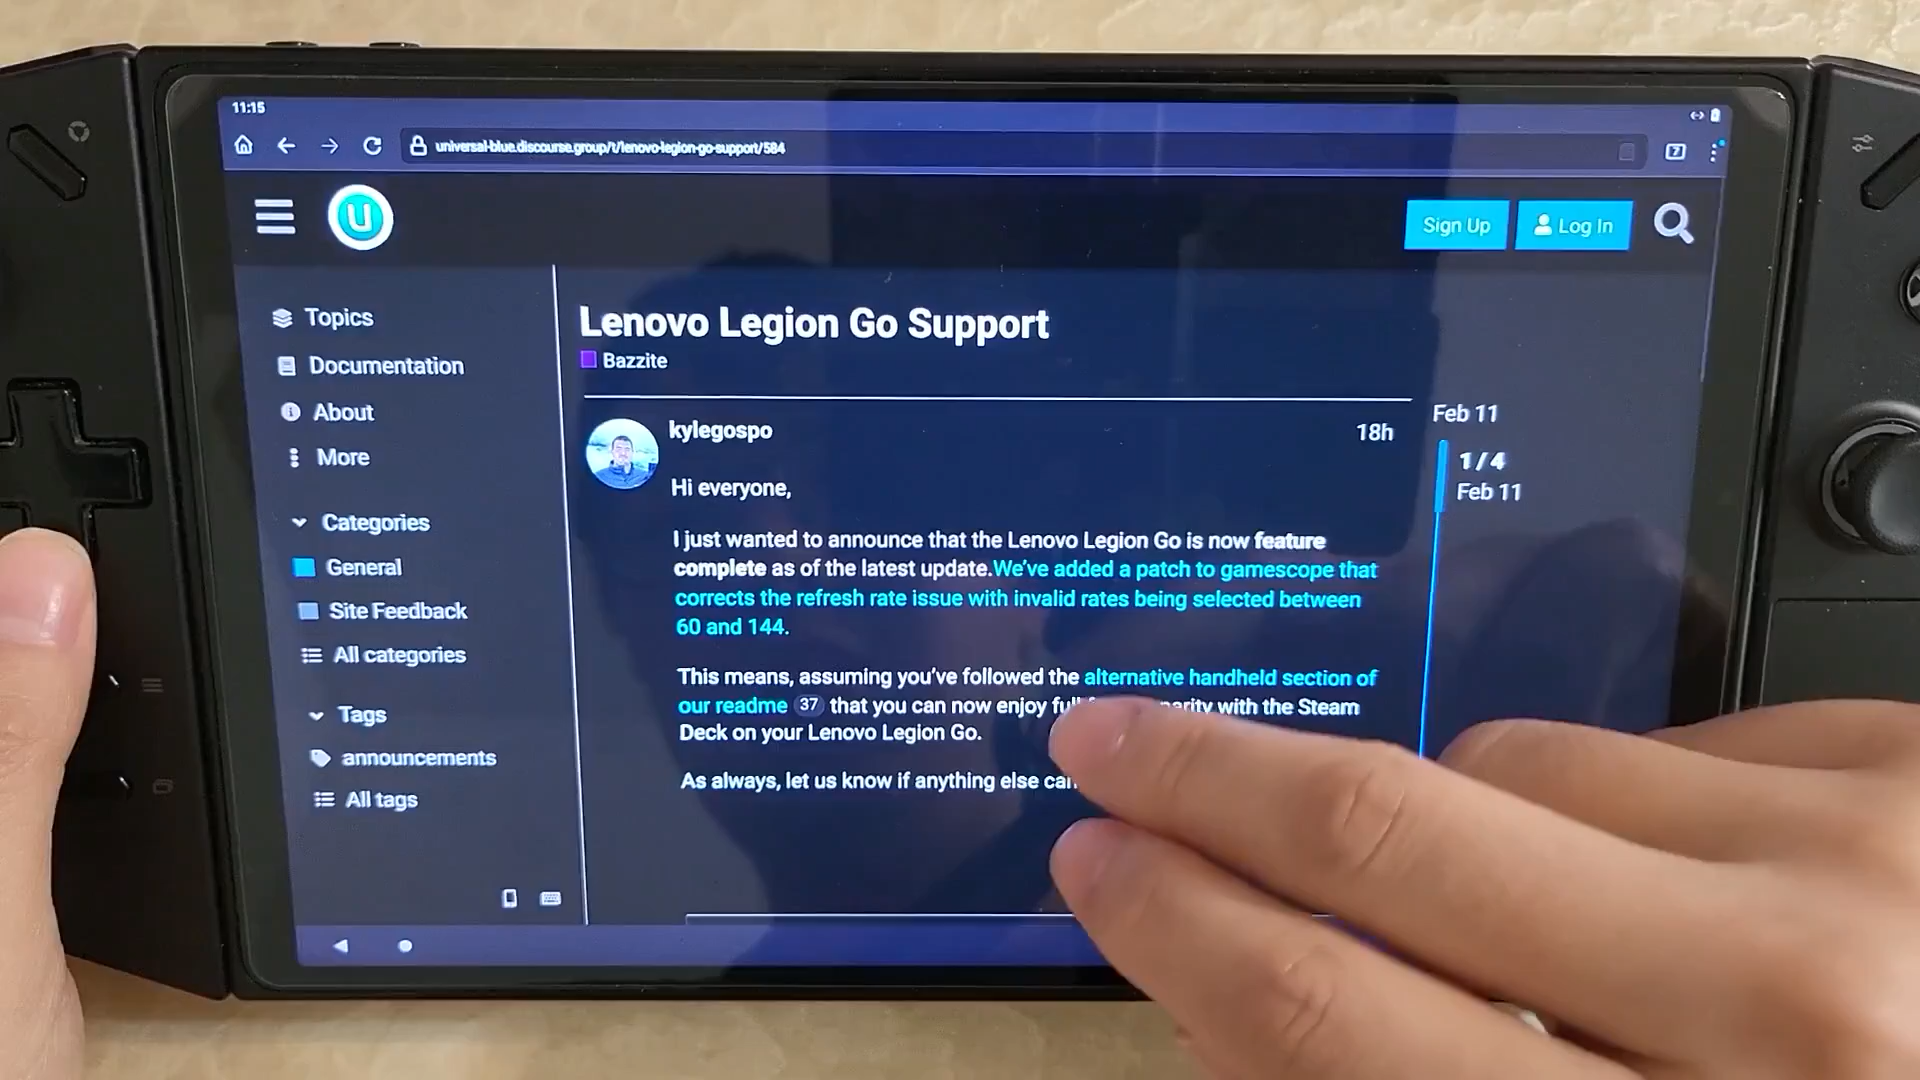 11:15
universal-blue.discourse.group/t/lenovo-legion-go-support/584
U
Sign Up
Log In
Topics
Documentation
About
More
Categories
General
Site Feedback
All categories
Tags
announcements
All tags
Lenovo Legion Go Support
Bazzite
kylegospo
18h
Hi everyone,
I just wanted to announce that the Lenovo Legion Go is now feature
complete as of the latest update.We've added a patch to gamescope that
corrects the refresh rate issue with invalid rates being selected between
60 and 144.
This means, assuming you've followed the alternative handheld section of
our readme 37 that you can now enjoy full parity with the Steam
Deck on your Lenovo Legion Go.
As always, let us know if anything else can
Feb 11
1/4
Feb 11